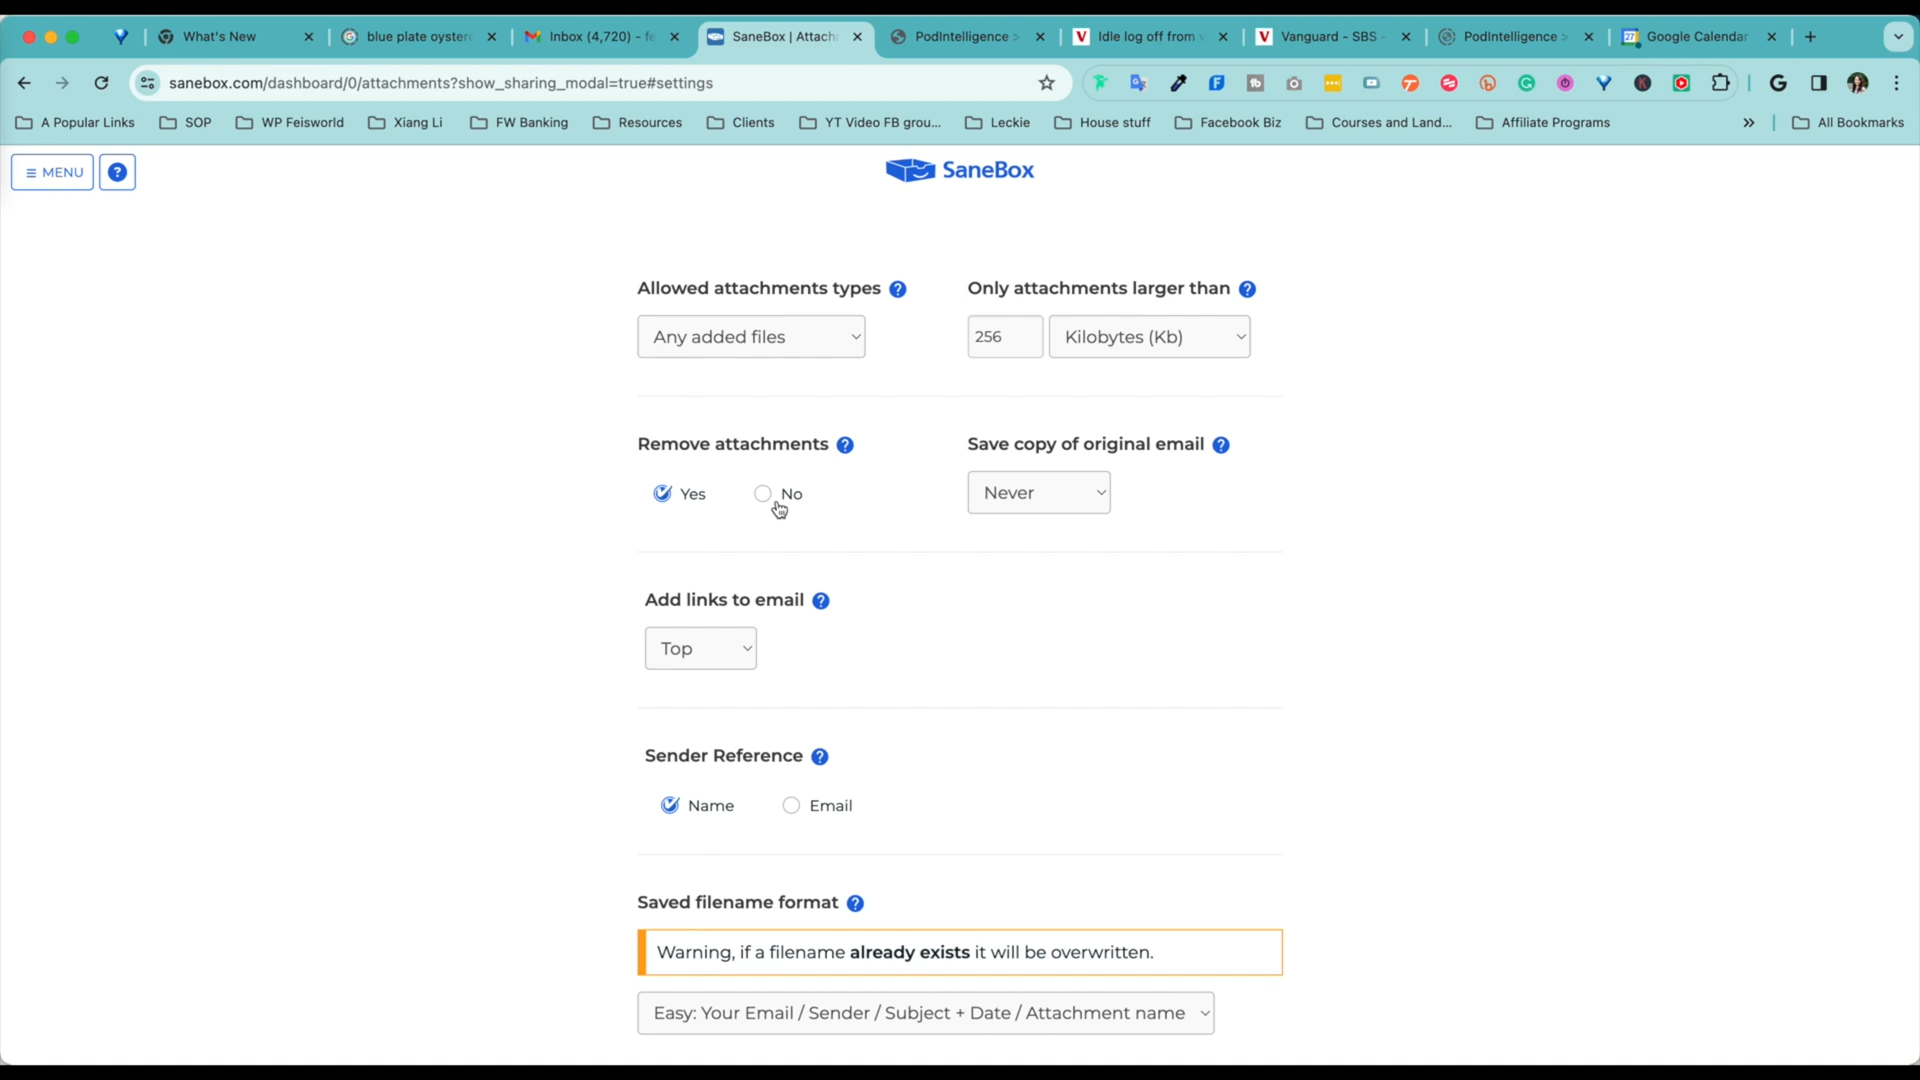 What's New
blue plate oystere
Inbox (4,720) - fe
SaneBox | Attach
PodIntelligence >
Idle log off from v
Vanguard - SBS -
PodIntelligence >
Google Calendar
sanebox.com/dashboard/0/attachments?show_sharing_modal=true#settings
A Popular Links
SOP
WP Feisworld
Xiang Li
FW Banking
Resources
Clients
YT Video FB grou...
Leckie
House stuff
Facebook Biz
Courses and Land...
Affiliate Programs
All Bookmarks
MENU
?
SaneBox
Allowed attachments types ?
Only attachments larger than ?
Any added files
256
Kilobytes (Kb)
Remove attachments ?
Save copy of original email ?
Yes
No
Never
Add links to email ?
Top
Sender Reference ?
Name
Email
Saved filename format ?
Warning, if a filename already exists it will be overwritten.
Easy: Your Email / Sender / Subject + Date / Attachment name